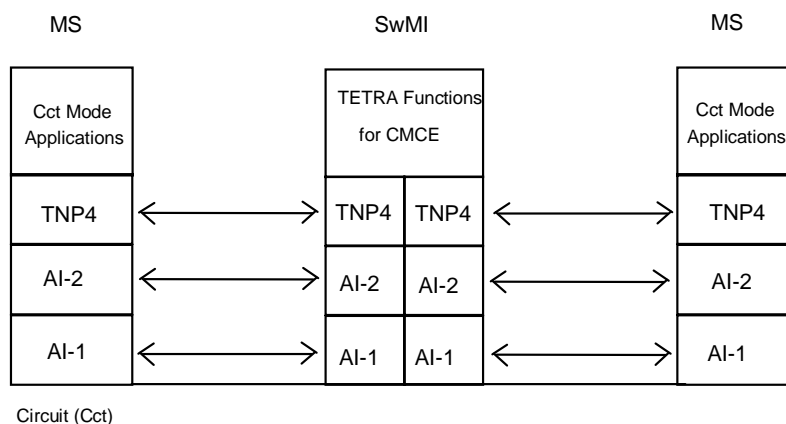 MS
SwMI
MS
Cct Mode
Applications
TETRA Functions
for CMCE
Cct Mode
Applications
TNP4
TNP4
TNP4
TNP4
AI-2
AI-2
AI-2
AI-2
AI-1
AI-1
AI-1
AI-1
Circuit (Cct)